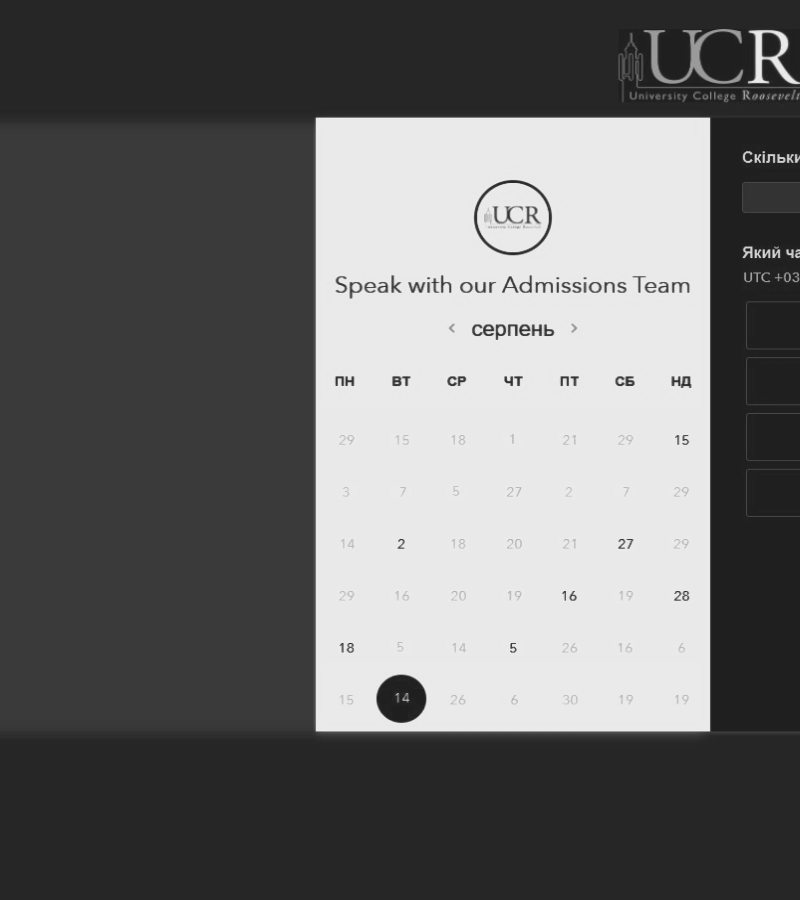 UCR
University College Roosevelt
UCR
Speak with our Admissions Team
< серпень >
ПН ВТ СР ЧТ ПТ СБ НД
29 15 18 1 21 29 15
3 7 5 27 2 7 29
14 2 18 20 21 27 29
29 16 20 19 16 19 28
18 5 14 5 26 16 6
15 14 26 6 30 19 19
Скільки
Який ча
UTC +03